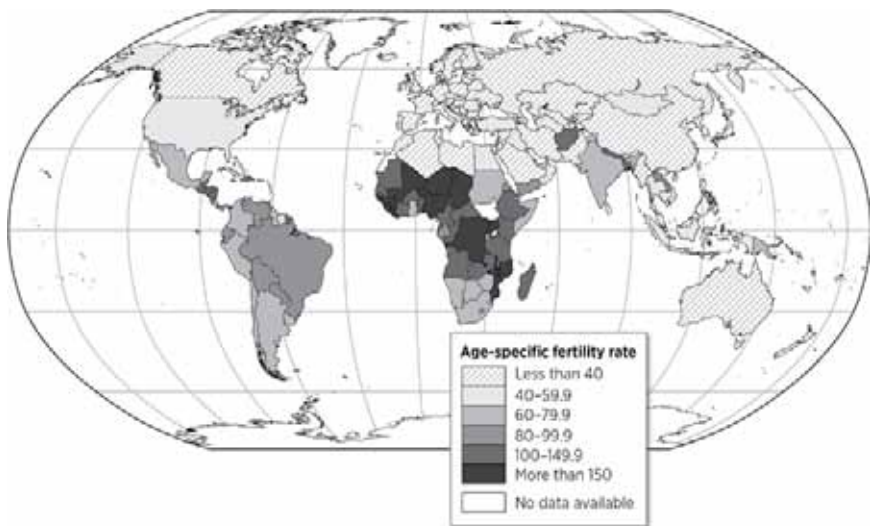 Age-specific fertility rate
Less than 40
40–59.9
60–79.9
80–99.9
100–149.9
More than 150
No data available